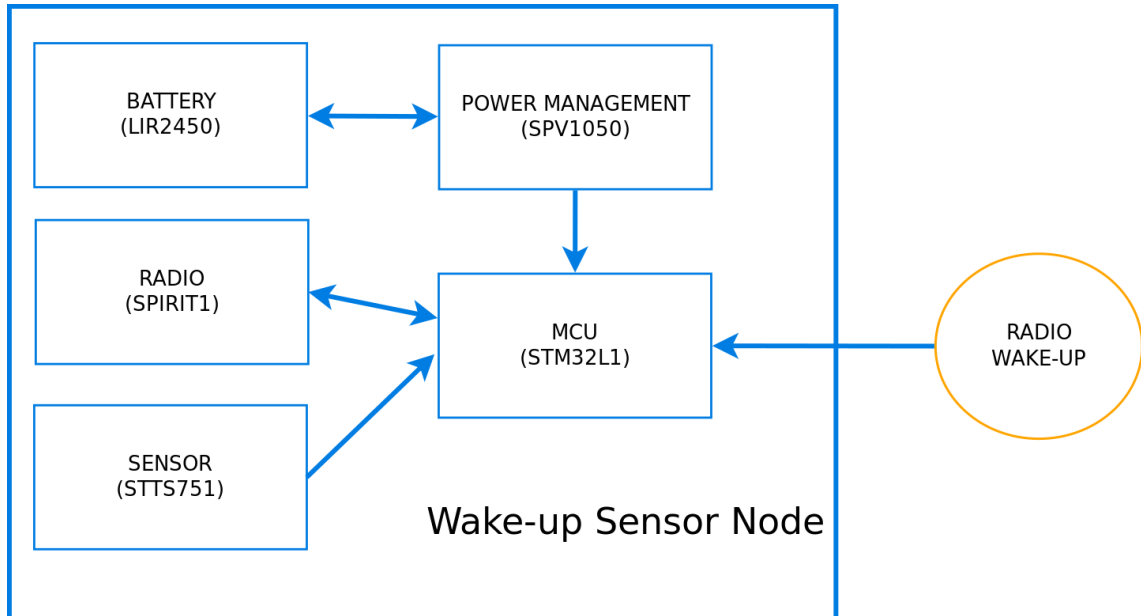 BATTERY
(LIR2450)
POWER MANAGEMENT
(SPV1050)
RADIO
(SPIRIT1)
MCU
(STM32L1)
RADIO
WAKE-UP
SENSOR
(STTS751)
Wake-up Sensor Node